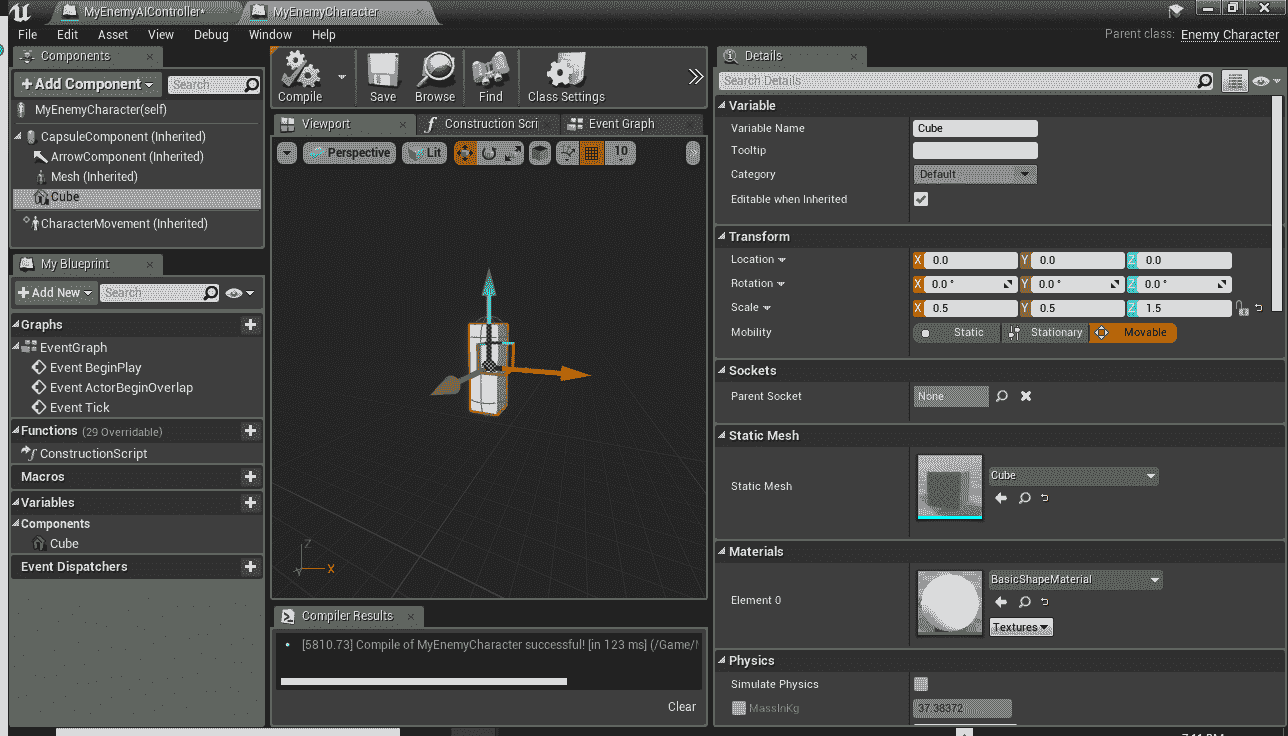 MyEnemyAIController*
MyEnemyCharacter
File Edit Asset View Debug Window Help
Parent class: Enemy Character
Components
+Add Component
Search
MyEnemyCharacter(self)
CapsuleComponent (Inherited)
ArrowComponent (Inherited)
Mesh (Inherited)
Cube
CharacterMovement (Inherited)
My Blueprint
+Add New
Search
Graphs
EventGraph
Event BeginPlay
Event ActorBeginOverlap
Event Tick
Functions (29 Overridable)
ConstructionScript
Macros
Variables
Components
Cube
Event Dispatchers
Compile
Save
Browse
Find
Class Settings
Viewport
Construction Scri
Event Graph
Perspective
Lit
10
Z
X
Compiler Results
[5810.73] Compile of MyEnemyCharacter successful! [in 123 ms] (/Game/
Clear
Details
Search Details
Variable
Variable Name Cube
Tooltip
Category Default
Editable when Inherited
Transform
Location X 0.0 Y 0.0 Z 0.0
Rotation X 0.0 ° Y 0.0 ° Z 0.0 °
Scale X 0.5 Y 0.5 Z 1.5
Mobility Static Stationary Movable
Sockets
Parent Socket None
Static Mesh
Static Mesh Cube
Materials
Element 0 BasicShapeMaterial
Textures
Physics
Simulate Physics
MassInKg 37.38372